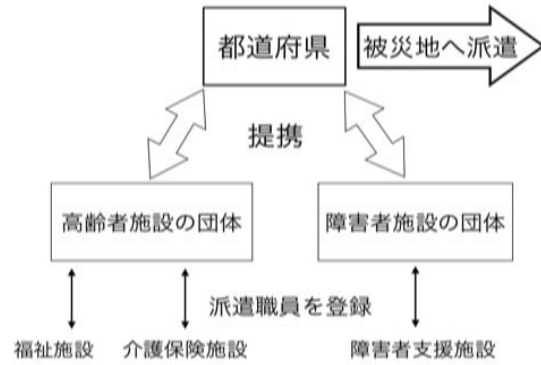 都道府県
被災地へ派遣
提携
高齢者施設の団体
障害者施設の団体
派遣職員を登録
福祉施設
介護保険施設
障害者支援施設